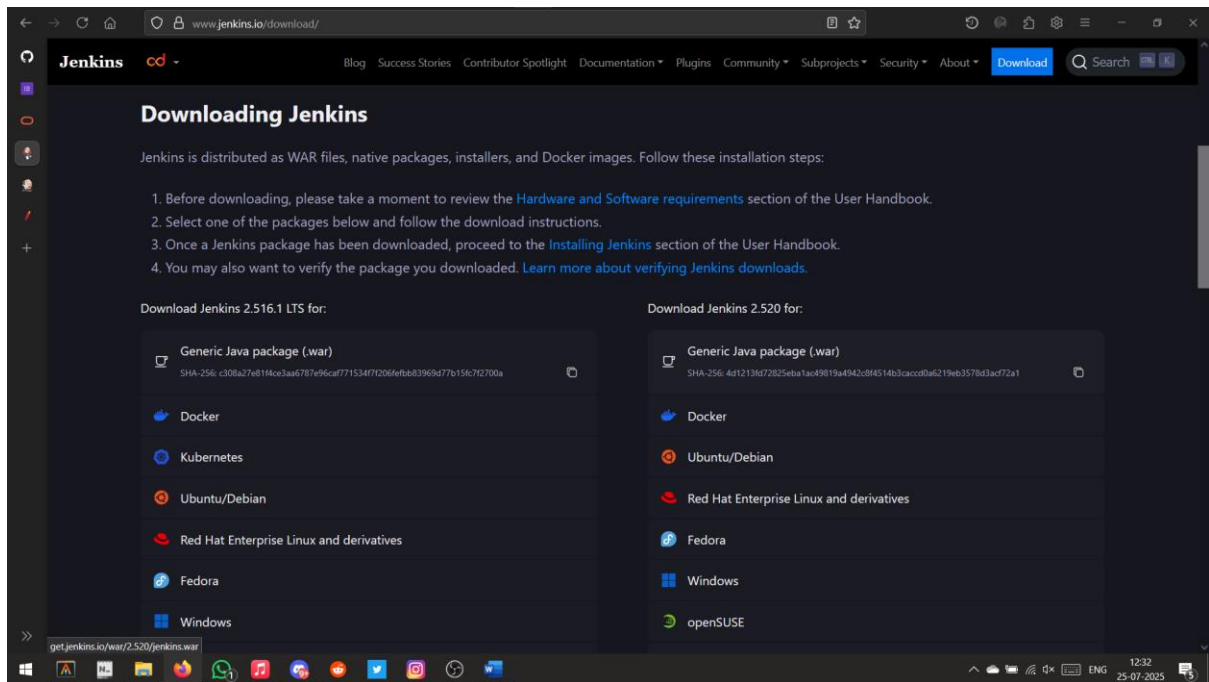 www.jenkins.io/download/
Jenkins cd Blog Success Stories Contributor Spotlight Documentation Plugins Community Subprojects Security About Download Search CTRL K
Downloading Jenkins
Jenkins is distributed as WAR files, native packages, installers, and Docker images. Follow these installation steps:
1. Before downloading, please take a moment to review the Hardware and Software requirements section of the User Handbook.
2. Select one of the packages below and follow the download instructions.
3. Once a Jenkins package has been downloaded, proceed to the Installing Jenkins section of the User Handbook.
4. You may also want to verify the package you downloaded. Learn more about verifying Jenkins downloads.
Download Jenkins 2.516.1 LTS for:
Generic Java package (.war)
SHA-256: c308a27e81f4ce3aa6787e96caf771534f7f206fefbb83969d77b15fc7f2700a
Docker
Kubernetes
Ubuntu/Debian
Red Hat Enterprise Linux and derivatives
Fedora
Windows
Download Jenkins 2.520 for:
Generic Java package (.war)
SHA-256: 4d1213fd72825eba1ac49819a4942c8f4514b3caccd0a6219eb3578d3acf72a1
Docker
Ubuntu/Debian
Red Hat Enterprise Linux and derivatives
Fedora
Windows
openSUSE
get.jenkins.io/war/2.520/jenkins.war
ENG
12:32
25-07-2025